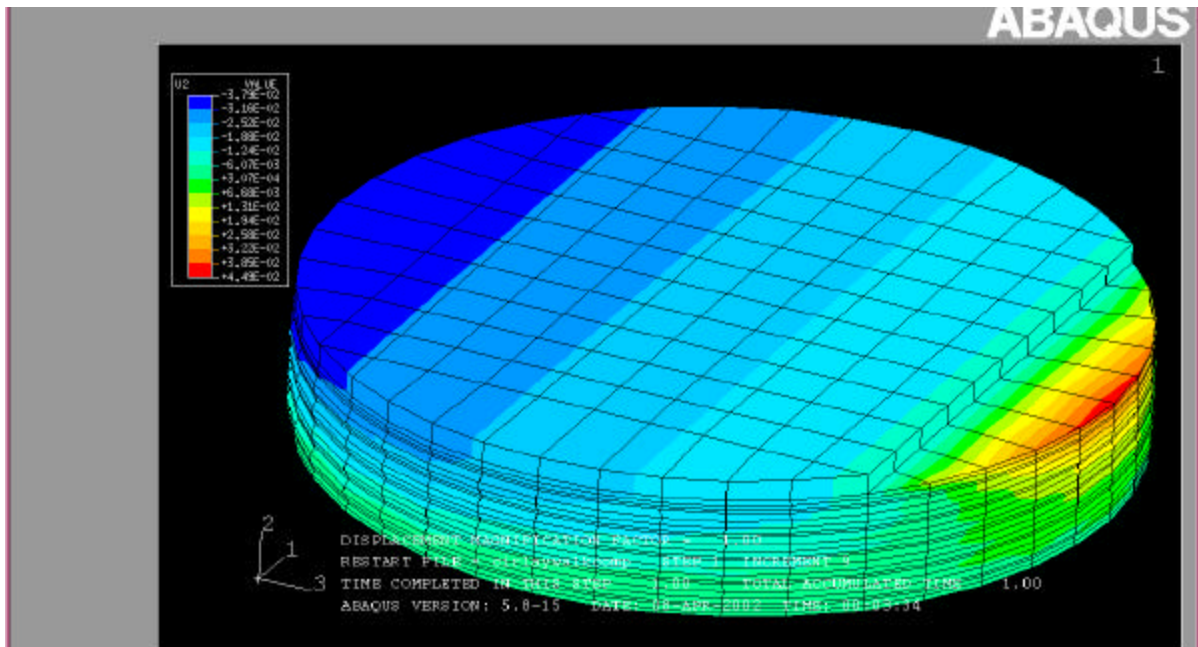 ABAQUS
1
U2 VALUE
-3.79E-02
-3.16E-02
-2.52E-02
-1.88E-02
-1.24E-02
-6.07E-03
+3.07E-04
+6.68E-03
+1.31E-02
+1.94E-02
+2.58E-02
+3.22E-02
+3.85E-02
+4.49E-02
2
1
3
DISPLACEMENT MAGNIFICATION FACTOR = 1.00
RESTART FILE = STEP 1 INCREMENT 9
TIME COMPLETED IN THIS STEP 1.00 TOTAL ACCUMULATED TIME 1.00
ABAQUS VERSION: 5.8-15 DATE: 08-APR-2002 TIME: